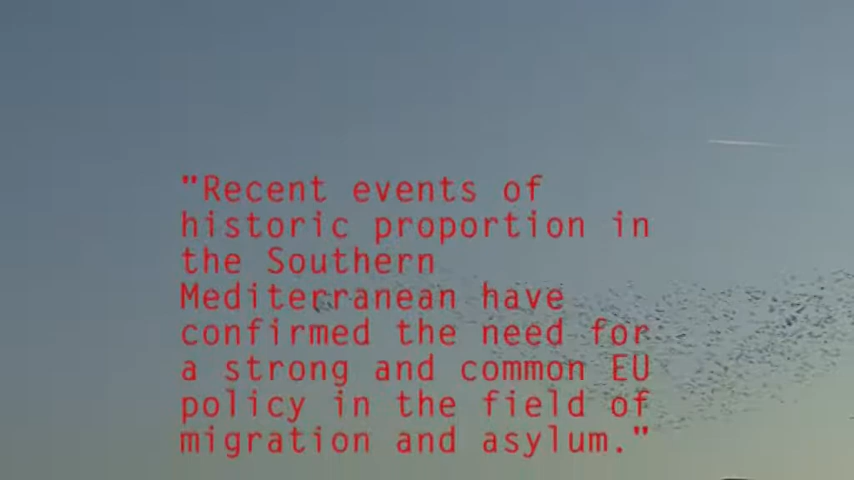 "Recent events of
historic proportion in
the Southern
Mediterranean have
confirmed the need for
a strong and common EU
policy in the field of
migration and asylum."